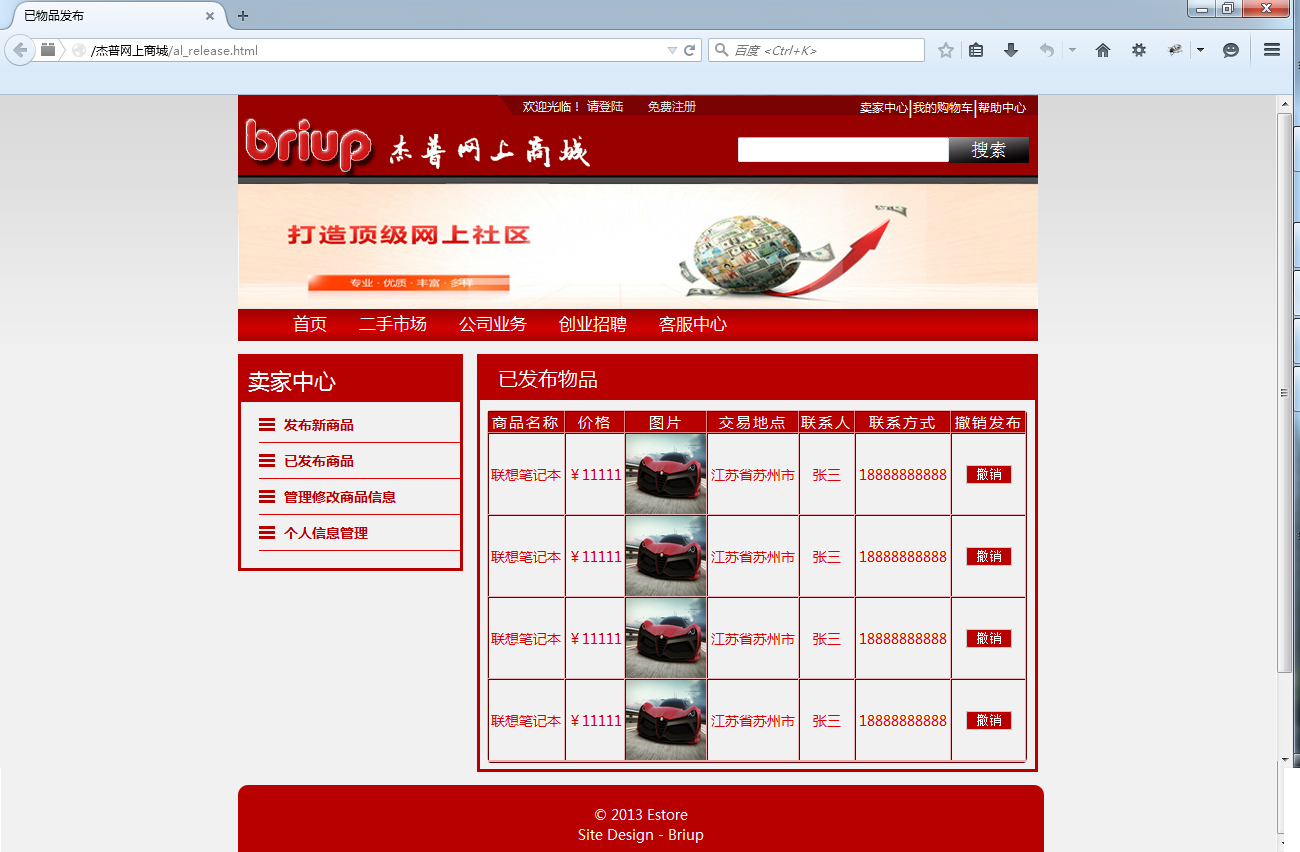 已物品发布
/杰普网上商城/al_release.html
百度 <Ctrl+K>
欢迎光临！ 请登陆 免费注册
卖家中心|我的购物车|帮助中心
briup 杰普网上商城
搜索
打造顶级网上社区
专业·优质·丰富·多样
首页 二手市场 公司业务 创业招聘 客服中心
卖家中心
发布新商品
已发布商品
管理修改商品信息
个人信息管理
已发布物品
商品名称 价格 图片 交易地点 联系人 联系方式 撤销发布
联想笔记本 ￥11111 江苏省苏州市 张三 18888888888 撤销
联想笔记本 ￥11111 江苏省苏州市 张三 18888888888 撤销
联想笔记本 ￥11111 江苏省苏州市 张三 18888888888 撤销
联想笔记本 ￥11111 江苏省苏州市 张三 18888888888 撤销
© 2013 Estore
Site Design - Briup